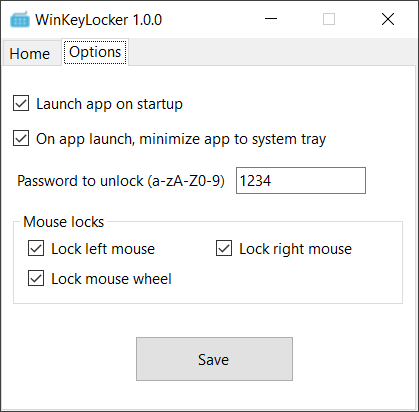 WinKeyLocker 1.0.0
Home Options
Launch app on startup
On app launch, minimize app to system tray
Password to unlock (a-zA-Z0-9) 1234
Mouse locks
Lock left mouse Lock right mouse
Lock mouse wheel
Save